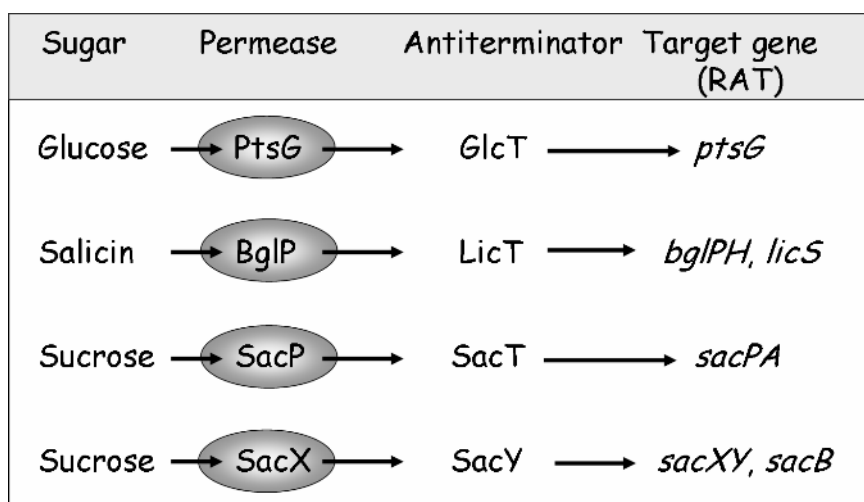 Sugar Permease Antiterminator Target gene
(RAT)
Glucose PtsG GlcT ptsG
Salicin BglP LicT bglPH, licS
Sucrose SacP SacT sacPA
Sucrose SacX SacY sacXY, sacB